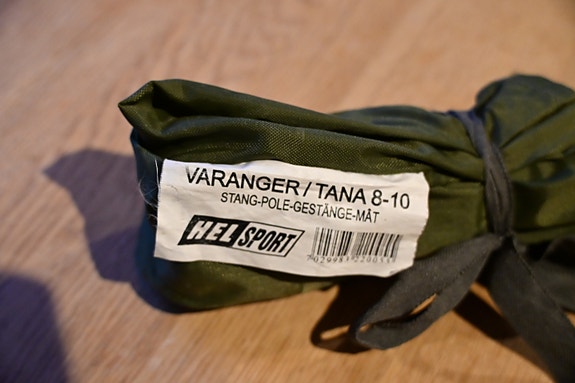 VARANGER / TANA 8-10
STANG-POLE-GESTÄNGE-MÅT
HELSPORT